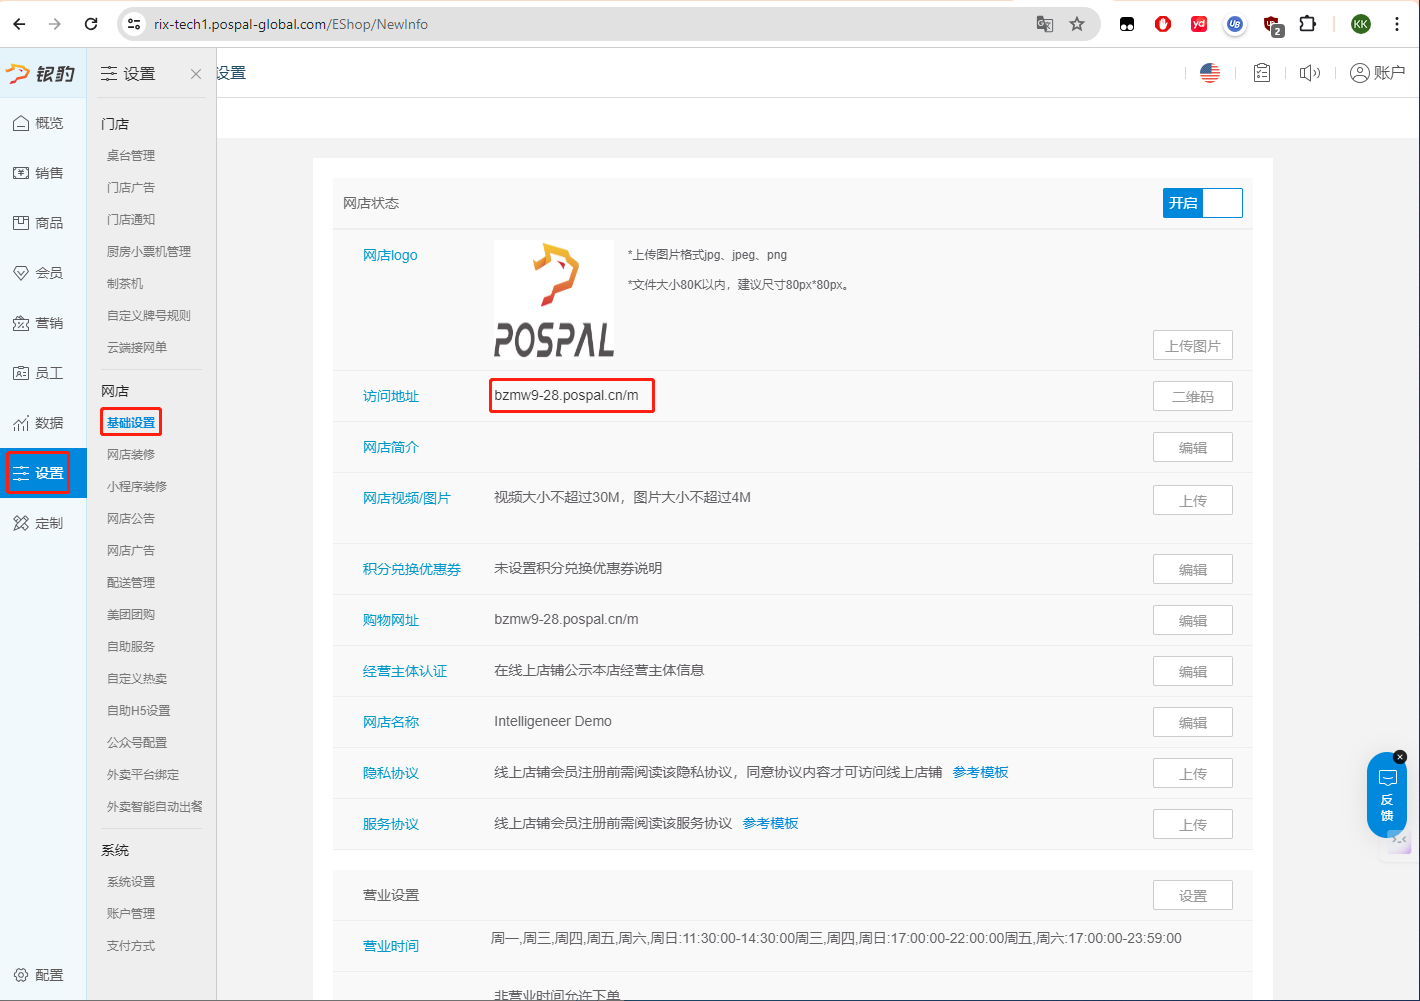 rix-tech1.pospal-global.com/EShop/NewInfo
yd
UB
2
KK
银豹
设置
设置
账户
概览
销售
商品
会员
营销
员工
数据
设置
定制
配置
门店
桌台管理
门店广告
门店通知
厨房小票机管理
制茶机
自定义牌号规则
云端接网单
网店
基础设置
网店装修
小程序装修
网店公告
网店广告
配送管理
美团团购
自助服务
自定义热卖
自助H5设置
公众号配置
外卖平台绑定
外卖智能自动出餐
系统
系统设置
账户管理
支付方式
网店状态
开启
网店logo
POSPAL
*上传图片格式jpg、jpeg、png
*文件大小80K以内，建议尺寸80px*80px。
上传图片
访问地址
bzmw9-28.pospal.cn/m
二维码
网店简介
编辑
网店视频/图片
视频大小不超过30M，图片大小不超过4M
上传
积分兑换优惠券
未设置积分兑换优惠券说明
编辑
购物网址
bzmw9-28.pospal.cn/m
编辑
经营主体认证
在线上店铺公示本店经营主体信息
编辑
网店名称
Intelligeneer Demo
编辑
隐私协议
线上店铺会员注册前需阅读该隐私协议，同意协议内容才可访问线上店铺 参考模板
上传
服务协议
线上店铺会员注册前需阅读该服务协议 参考模板
上传
营业设置
设置
营业时间
周一,周三,周四,周五,周六,周日:11:30:00-14:30:00周三,周四,周日:17:00:00-22:00:00周五,周六:17:00:00-23:59:00
非营业时间允许下单
反
馈